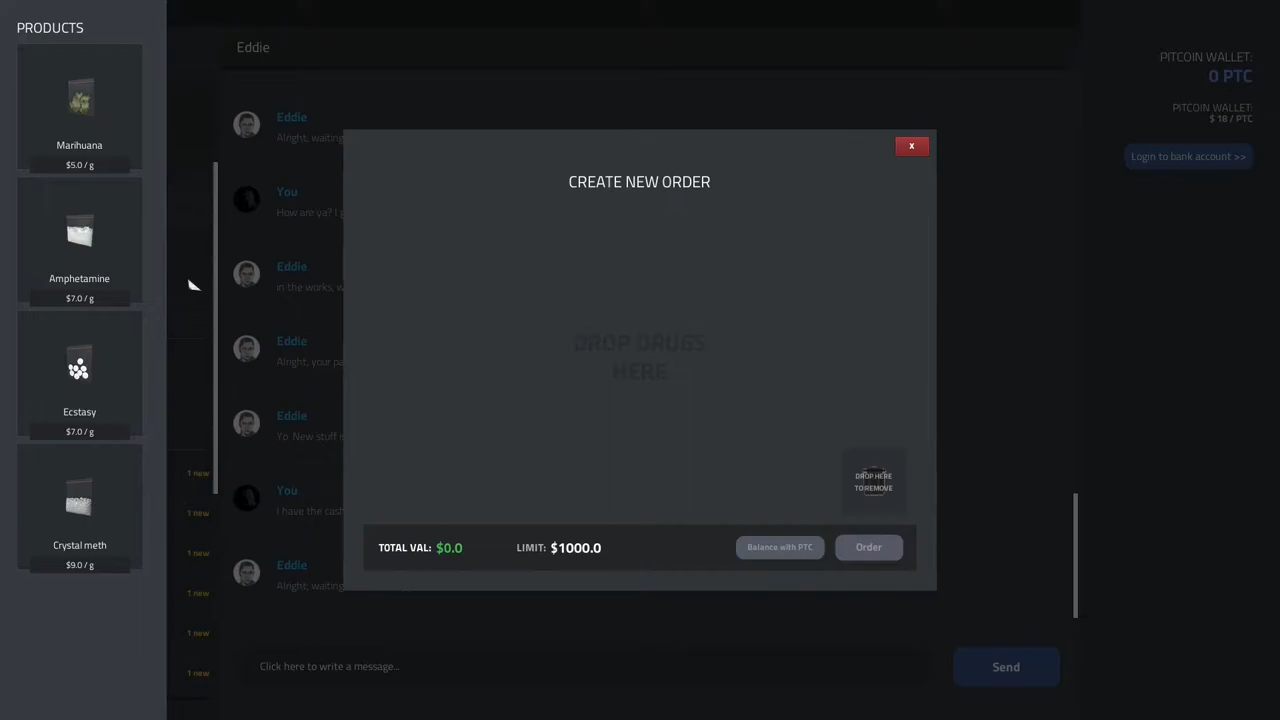 PRODUCTS
Marihuana
$5.0 / g
Amphetamine
$7.0 / g
Ecstasy
$7.0 / g
Crystal meth
$9.0 / g
1 new
1 new
1 new
1 new
1 new
1 new
Eddie
Eddie
Alright, waiting
You
How are ya? I g
Eddie
in the works, w
Eddie
Alright, your pa
Eddie
Yo. New stuff is
You
I have the cash
Eddie
Alright, waiting
Click here to write a message...
Send
x
CREATE NEW ORDER
DROP DRUGS
HERE
DROP HERE
TO REMOVE
TOTAL VAL: $0.0 LIMIT: $1000.0 Balance with PTC Order
PITCOIN WALLET:
0 PTC
PITCOIN WALLET:
$ 18 / PTC
Login to bank account >>